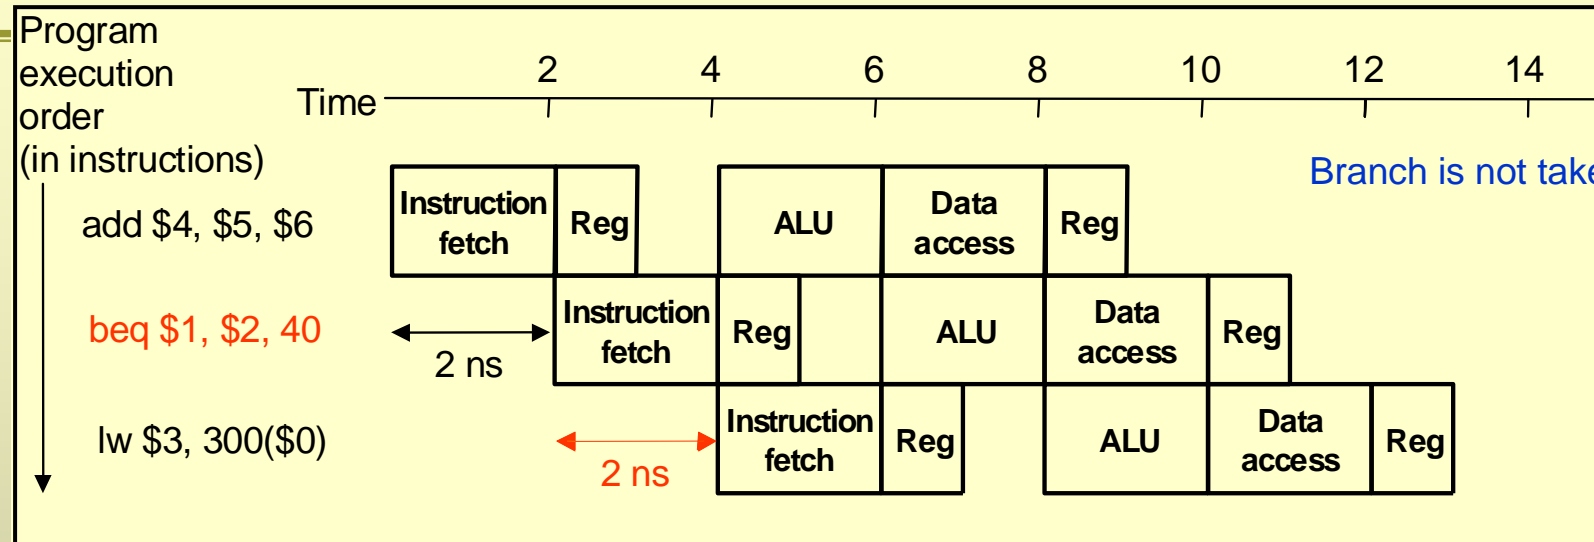 Program
execution
order
(in instructions)
Time
2 4 6 8 10 12 14
Branch is not
add $4, $5, $6
Instruction
fetch
Reg
ALU
Data
access
Reg
beq $1, $2, 40
2 ns
Instruction
fetch
Reg
ALU
Data
access
Reg
lw $3, 300($0)
2 ns
Instruction
fetch
Reg
ALU
Data
access
Reg